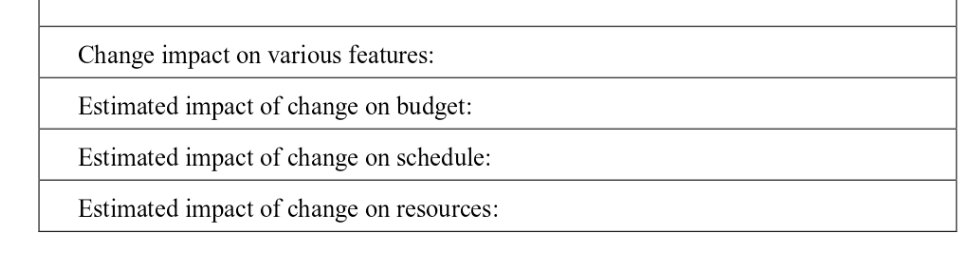 Change impact on various features:
Estimated impact of change on budget:
Estimated impact of change on schedule:
Estimated impact of change on resources: